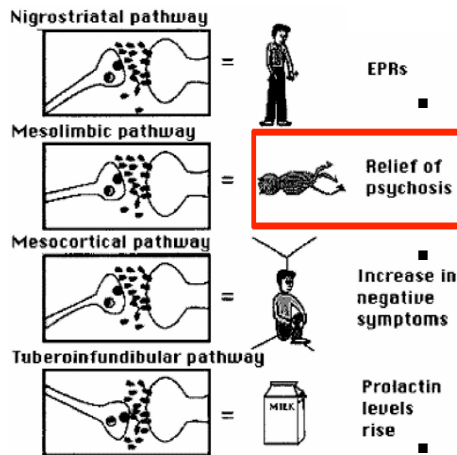 Nigrostriatal pathway
=
EPRs
Mesolimbic pathway
=
Relief of
psychosis
Mesocortical pathway
=
Increase in
negative
symptoms
Tuberoinfundibular pathway
=
MILK
Prolactin
levels
rise